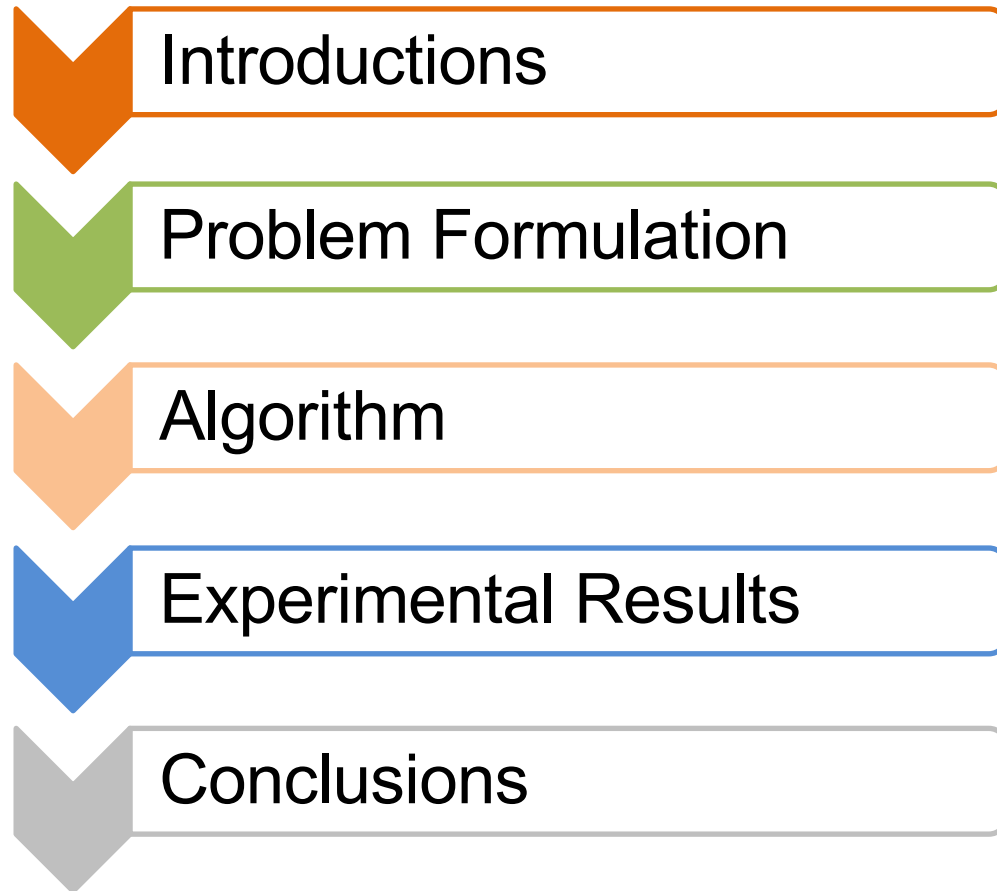 Introductions
Problem Formulation
Algorithm
Experimental Results
Conclusions